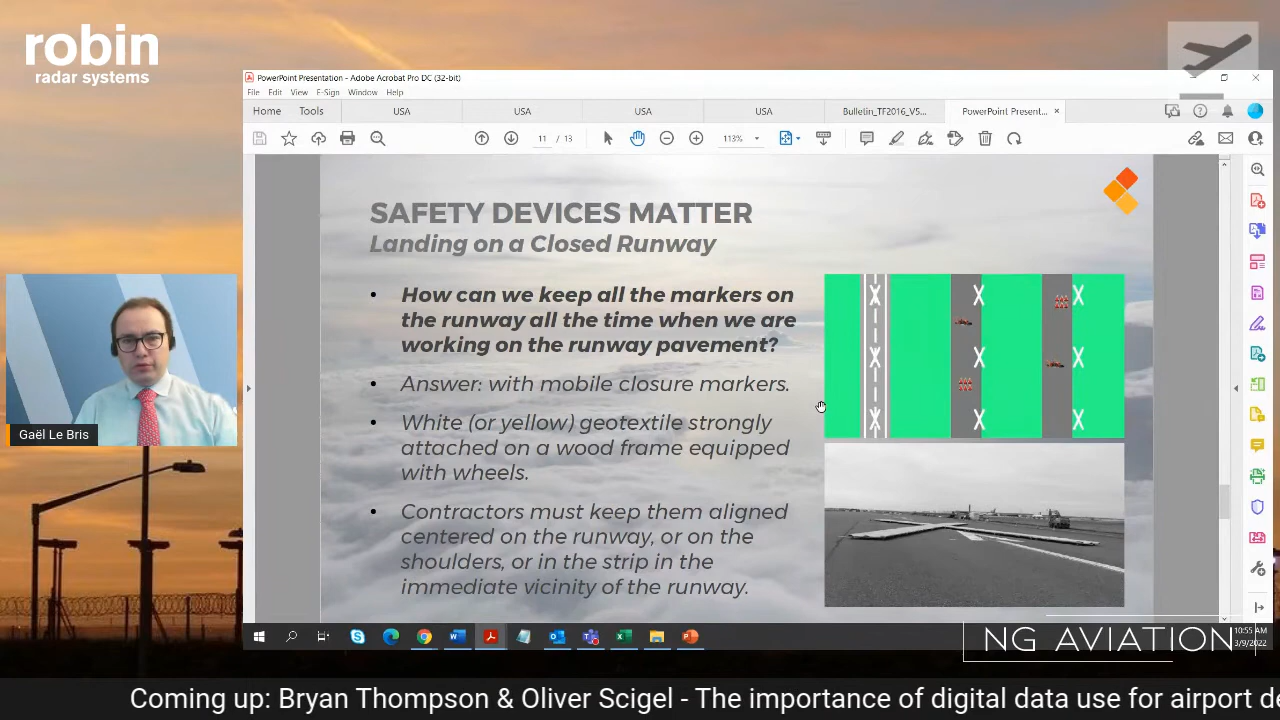 robin
radar systems
PowerPoint Presentation - Adobe Acrobat Pro DC (32-bit)
File Edit View E-Sign Window Help
Home Tools USA USA USA USA Bulletin_TF2016_V5... PowerPoint Present... ×
11 / 13 113%
SAFETY DEVICES MATTER
Landing on a Closed Runway
• How can we keep all the markers on
the runway all the time when we are
working on the runway pavement?
• Answer: with mobile closure markers.
• White (or yellow) geotextile strongly
attached on a wood frame equipped
with wheels.
• Contractors must keep them aligned
centered on the runway, or on the
shoulders, or in the strip in the
immediate vicinity of the runway.
Gaël Le Bris
NG AVIATION
10:55 AM
3/9/2022
Coming up: Bryan Thompson & Oliver Scigel - The importance of digital data use for airport de